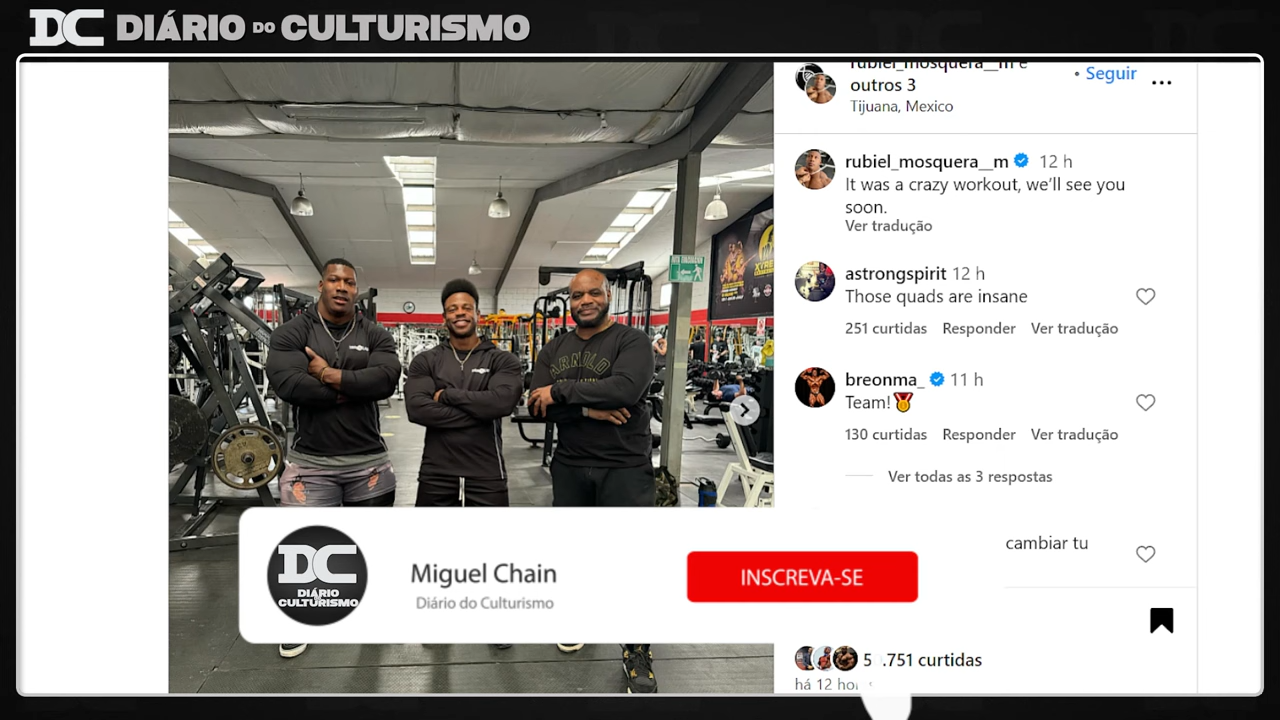 DC DIÁRIO DO CULTURISMO
rubiel_mosquera__m e
outros 3
• Seguir
Tijuana, Mexico
rubiel_mosquera__m 12 h
It was a crazy workout, we'll see you
soon.
Ver tradução
astrongspirit 12 h
Those quads are insane
251 curtidas Responder Ver tradução
breonma_ 11 h
Team!🏅
130 curtidas Responder Ver tradução
Ver todas as 3 respostas
cambiar tu
5 .751 curtidas
há 12 hor
ARNOLD
DC
DIÁRIO
CULTURISMO
Miguel Chain
Diário do Culturismo
INSCREVA-SE